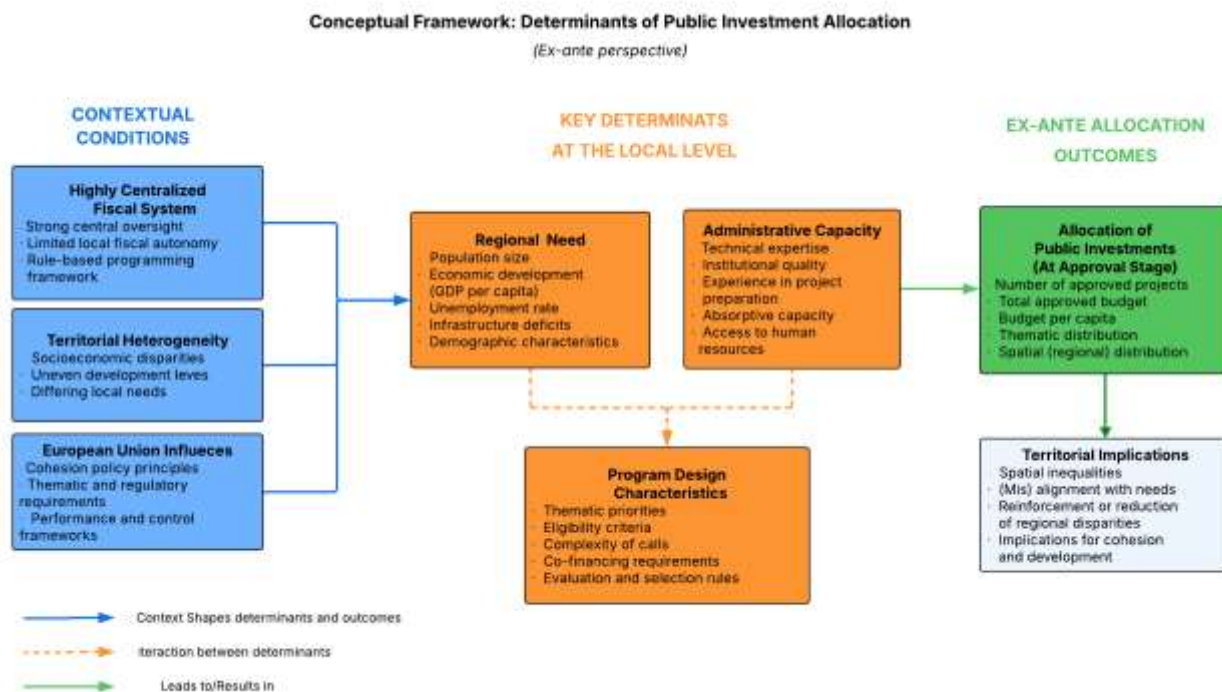 Conceptual Framework: Determinants of Public Investment Allocation
(Ex-ante perspective)
CONTEXTUAL
CONDITIONS
Highly Centralized
Fiscal System
Strong central oversight
· Limited local fiscal autonomy
· Rule-based programming
framework
Territorial Heterogeneity
Socioeconomic disparities
· Uneven development leves
· Differing local needs
European Union Influeces
Cohesion policy principles
· Thematic and regulatory
requirements
· Performance and control
frameworks
KEY DETERMINATS
AT THE LOCAL LEVEL
Regional Need
Population size
· Economic development
(GDP per capita)
· Unemployment rate
· Infrastructure deficits
· Demographic characteristics
Administrative Capacity
Technical expertise
· Institutional quality
· Experience in project
preparation
· Absorptive capacity
· Access to human
resources
Program Design
Characteristics
· Thematic priorities
· Eligibility criteria
· Complexity of calls
· Co-financing requirements
· Evaluation and selection rules
EX-ANTE ALLOCATION
OUTCOMES
Allocation of
Public Investments
(At Approval Stage)
Number of approved projects
· Total approved budget
· Budget per capita
· Thematic distribution
· Spatial (regional) distribution
Territorial Implications
Spatial inequalities
· (Mis) alignment with needs
· Reinforcement or reduction
of regional disparities
· Implications for cohesion
and development
Context Shapes determinants and outcomes
Iteraction between determinants
Leads to/Results in